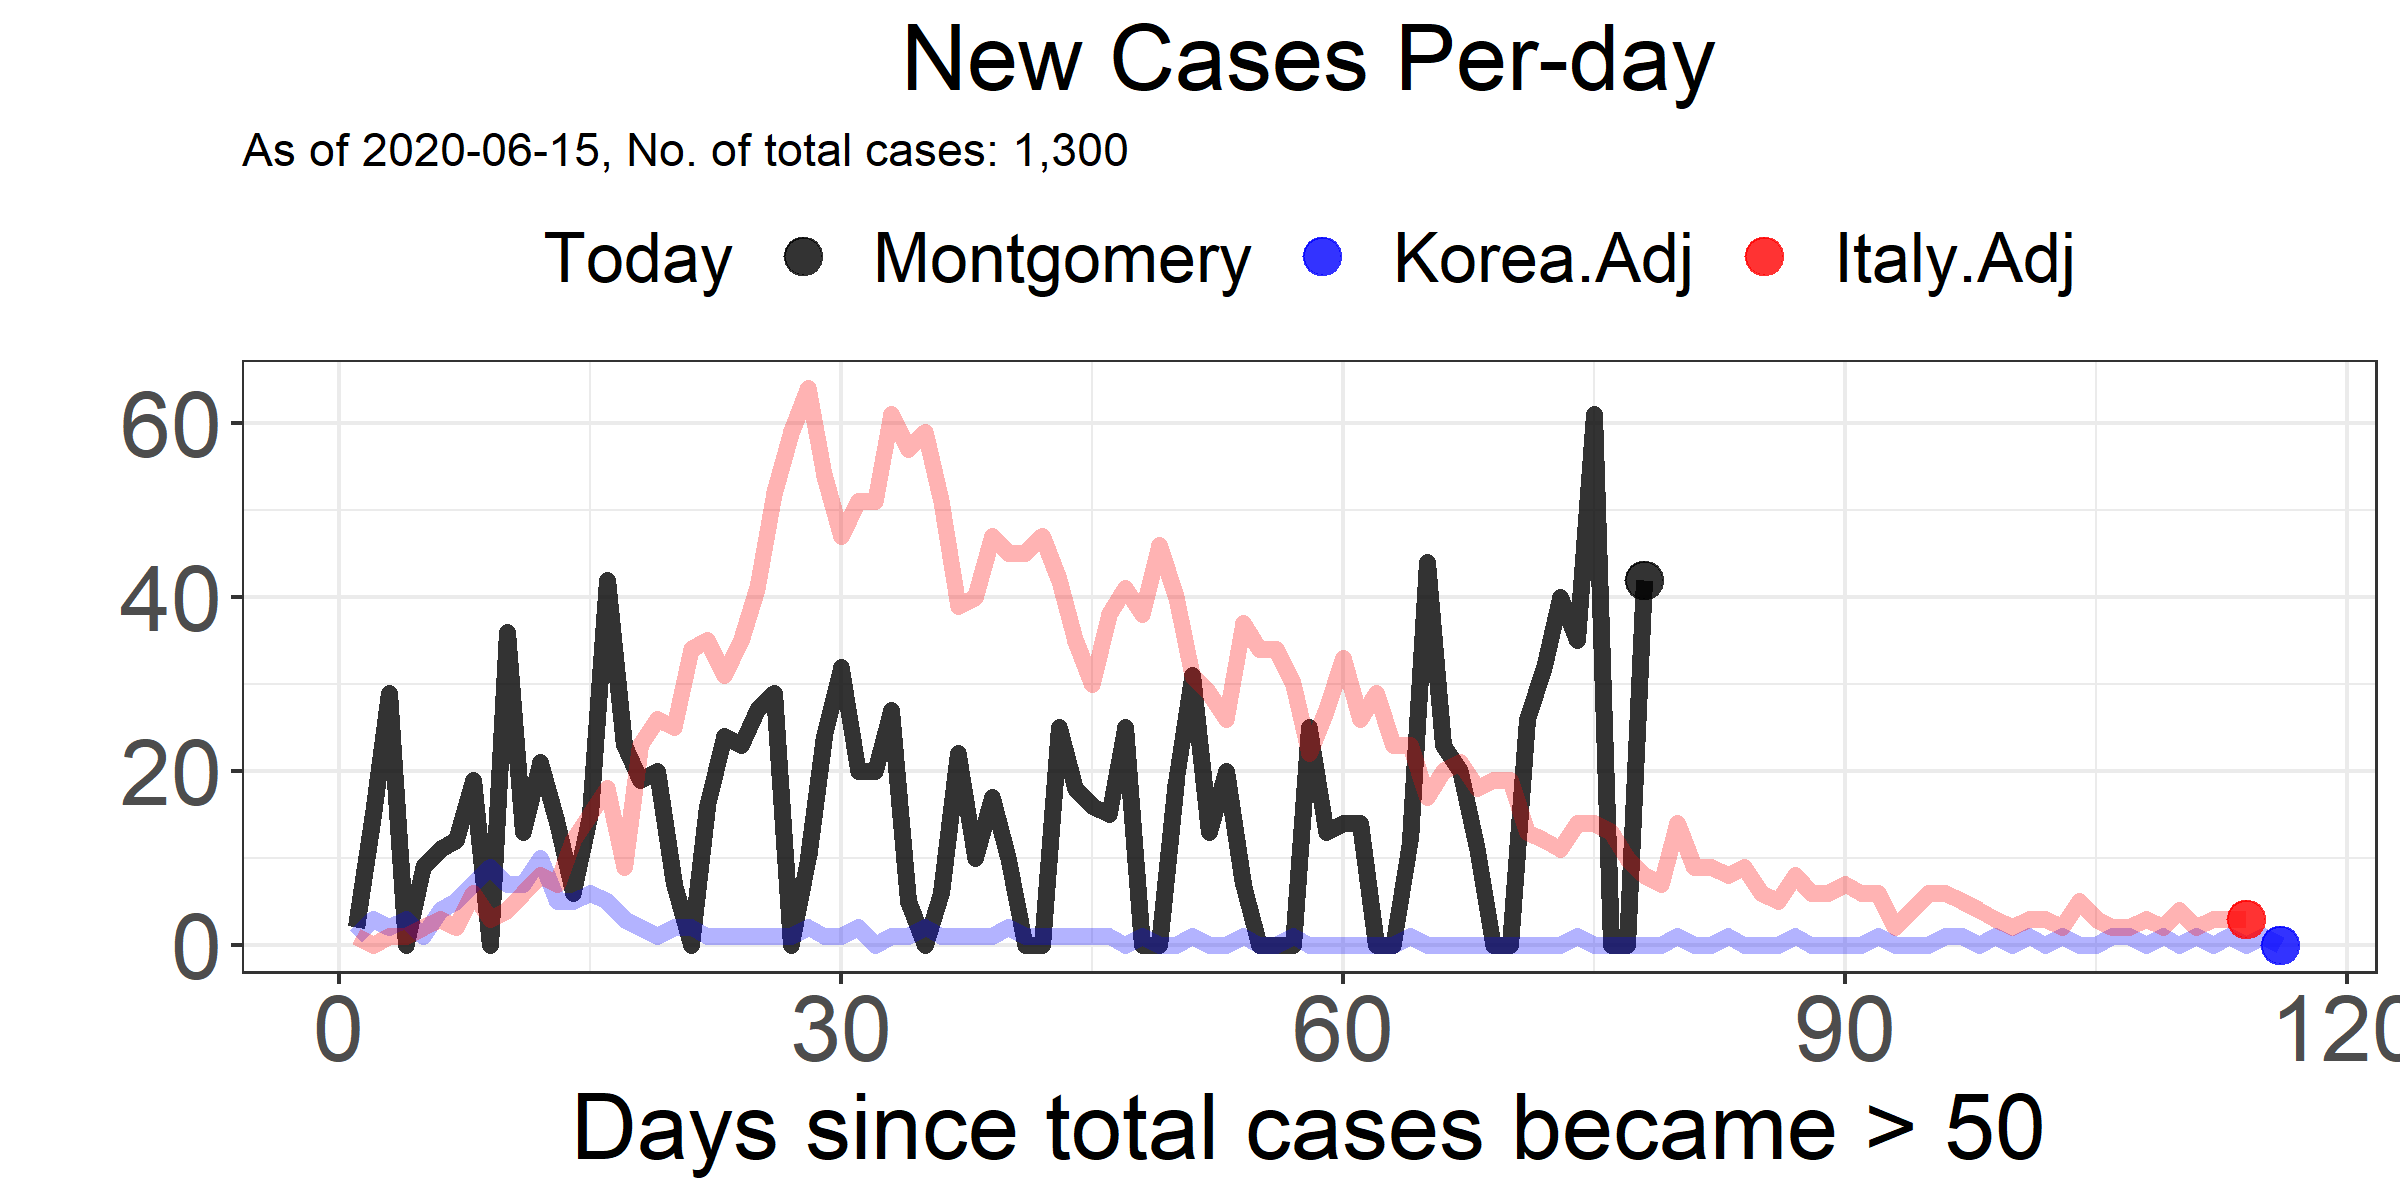 New Cases Per-day
As of 2020-06-15, No. of total cases: 1,300
Today Montgomery Korea.Adj Italy.Adj
60
40
20
0
0 30 60 90 120
Days since total cases became > 50